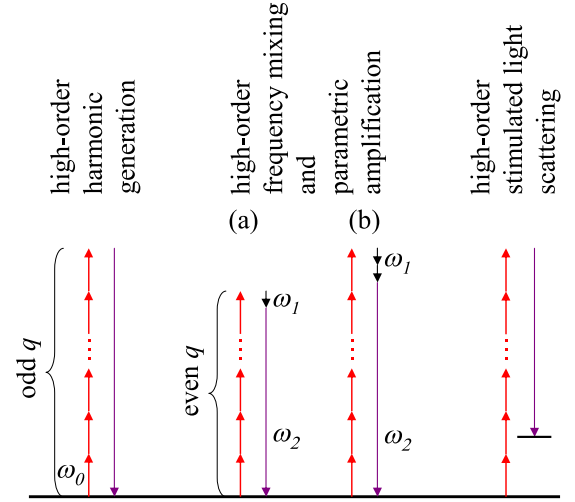 high-order
harmonic
generation
high-order
frequency mixing
and
parametric
amplification
high-order
stimulated light
scattering
(a)
(b)
odd q
ω0
even q
ω1
ω2
ω1
ω2